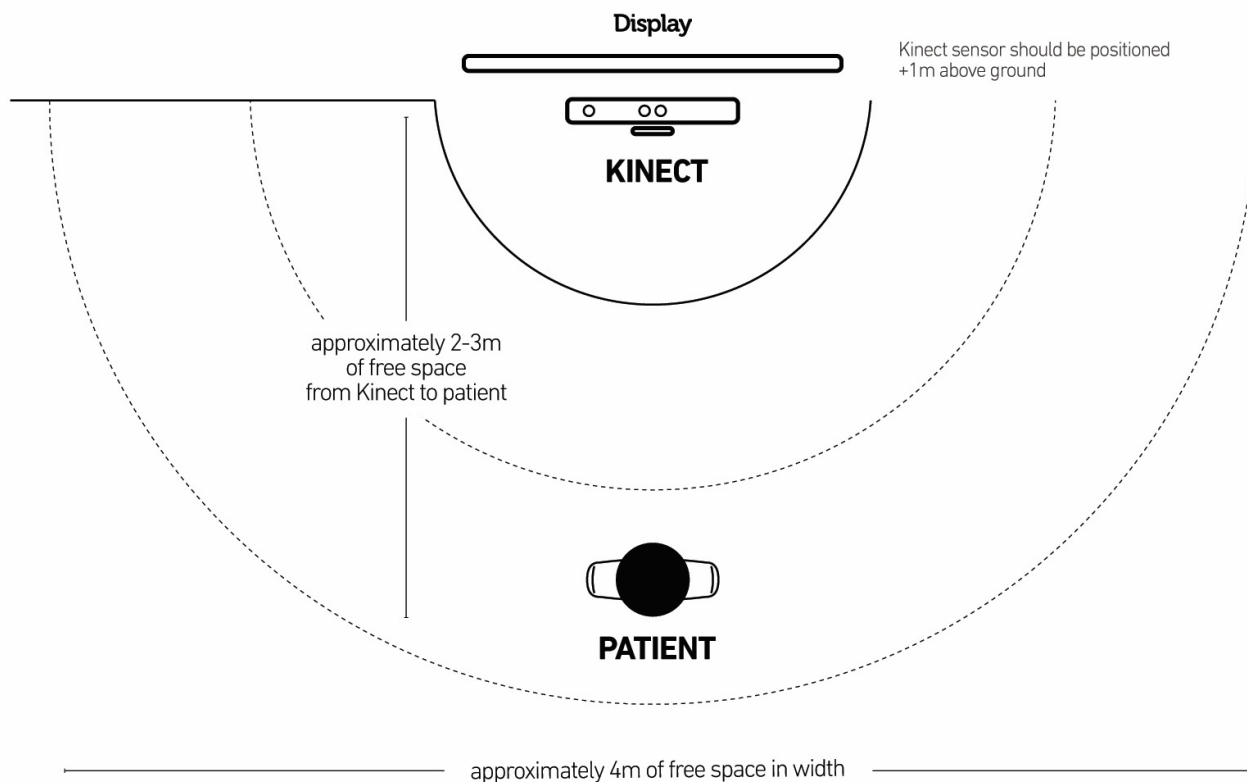 Display
Kinect sensor should be positioned
+1m above ground
KINECT
approximately 2-3m
of free space
from Kinect to patient
PATIENT
approximately 4m of free space in width